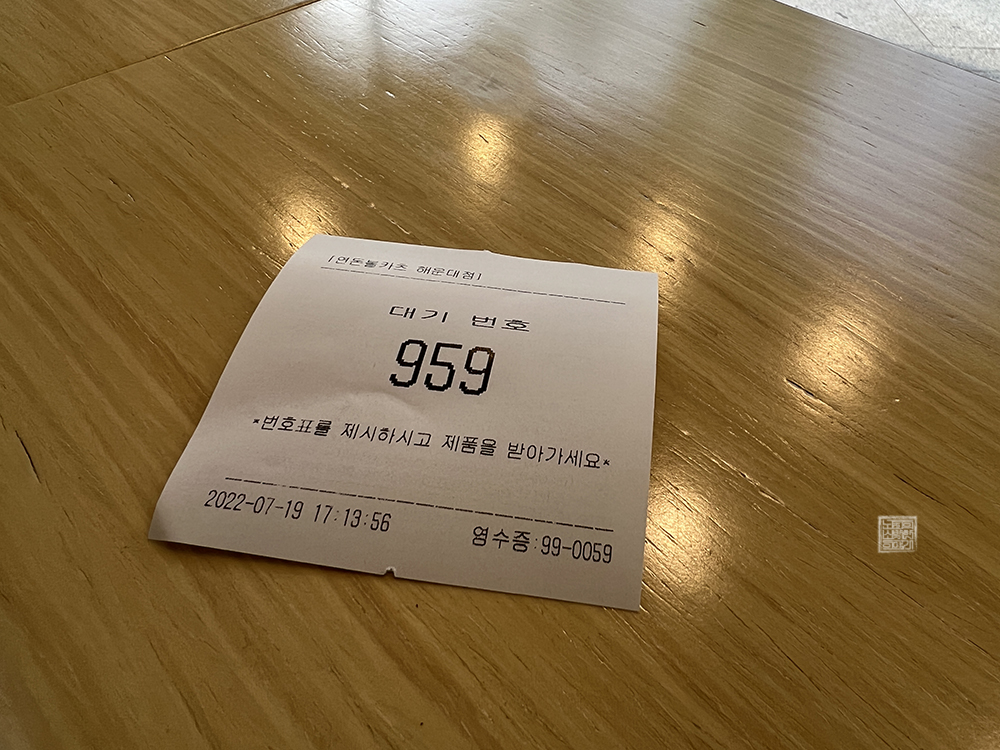 [연돈볼카츠 해운대점]
대기 번호
959
*번호표를 제시하시고 제품을 받아가세요*
2022-07-19 17:13:56
영수증:99-0059